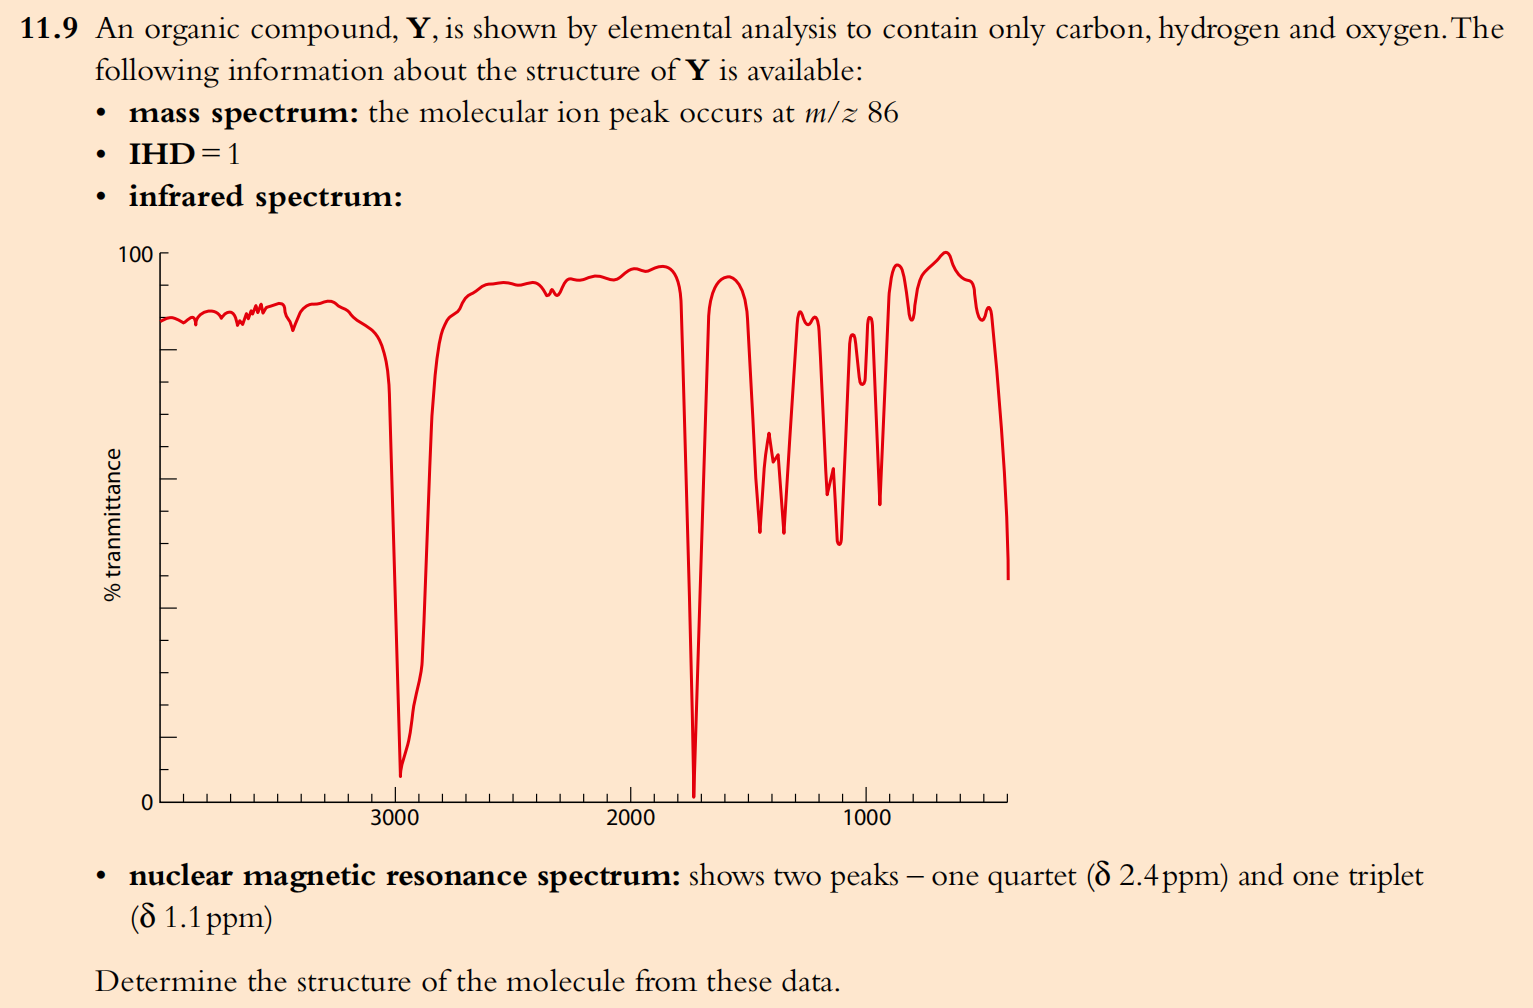 11.9 An organic compound, Y, is shown by elemental analysis to contain only carbon, hydrogen and oxygen. The
following information about the structure of Y is available:
• mass spectrum: the molecular ion peak occurs at m/z 86
• IHD = 1
• infrared spectrum:
100
% tranmittance
0
3000 2000 1000
• nuclear magnetic resonance spectrum: shows two peaks – one quartet (δ 2.4 ppm) and one triplet
(δ 1.1 ppm)
Determine the structure of the molecule from these data.